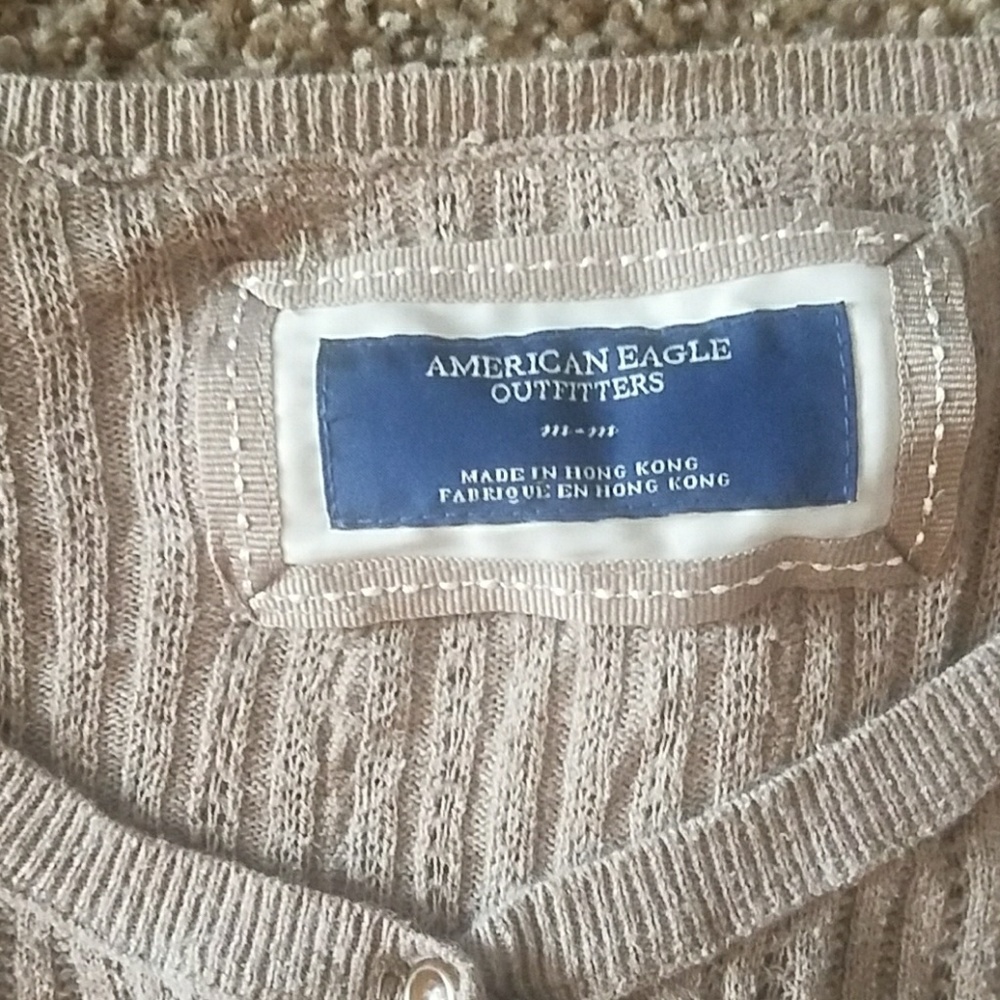 AMERICAN EAGLE
OUTFITTERS
m-m
MADE IN HONG KONG
FABRIQUE EN HONG KONG